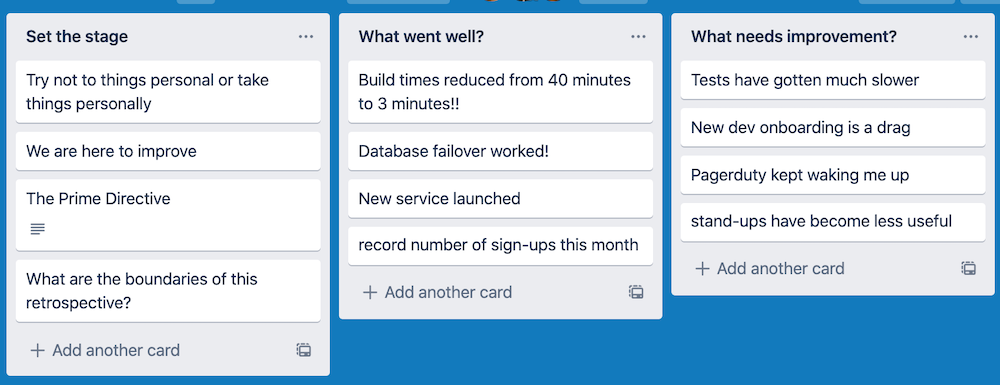 Set the stage
Try not to things personal or take
things personally
We are here to improve
The Prime Directive
What are the boundaries of this
retrospective?
+ Add another card
What went well?
Build times reduced from 40 minutes
to 3 minutes!!
Database failover worked!
New service launched
record number of sign-ups this month
+ Add another card
What needs improvement?
Tests have gotten much slower
New dev onboarding is a drag
Pagerduty kept waking me up
stand-ups have become less useful
+ Add another card